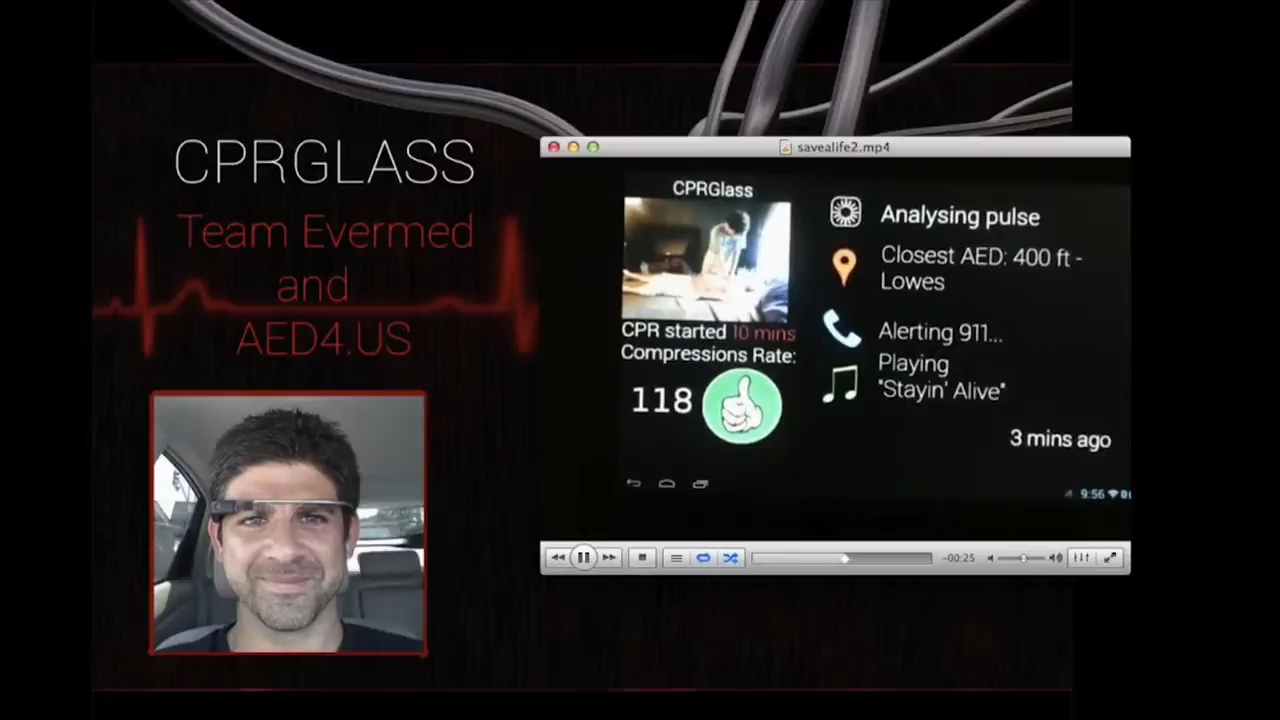 CPRGLASS
Team Evermed
and
AED4.US
savealife2.mp4
CPRGlass
CPR started 10 mins
Compressions Rate:
118
Analysing pulse
Closest AED: 400 ft -
Lowes
Alerting 911...
Playing
"Stayin' Alive"
3 mins ago
9:56
-00:25